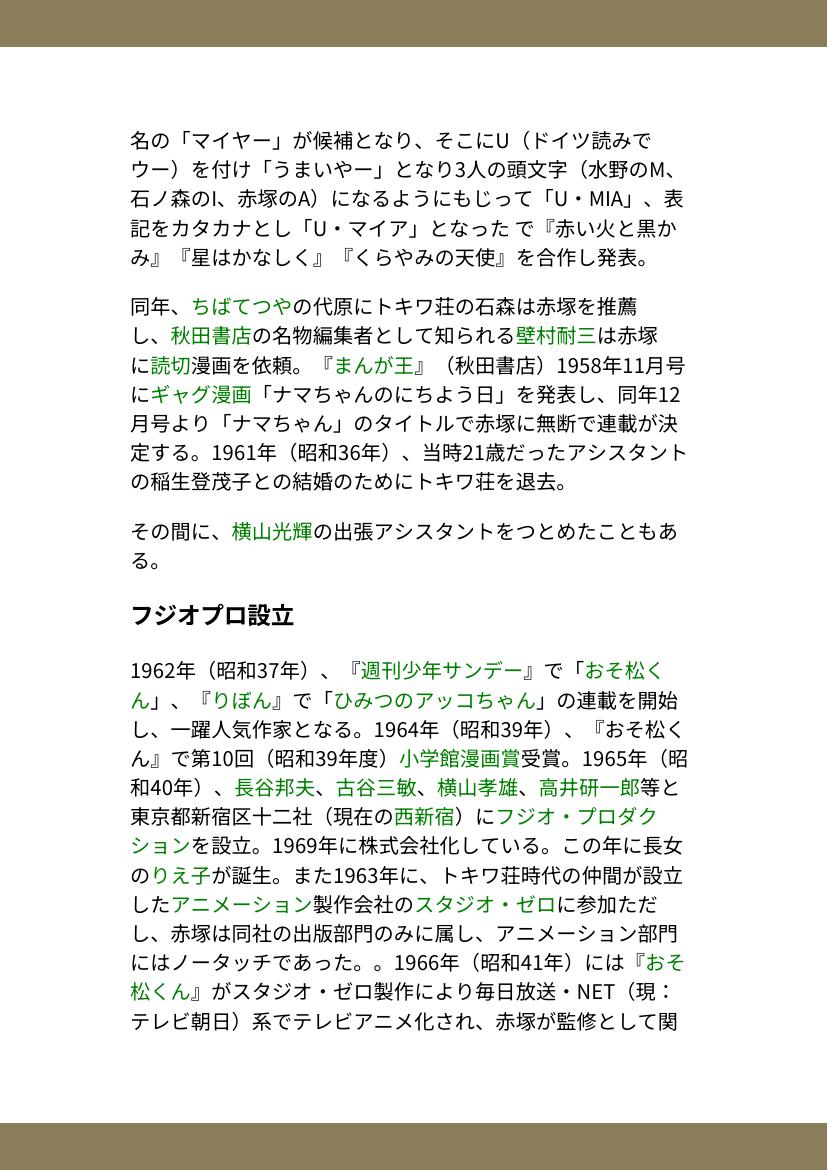 名の「マイヤー」が候補となり、そこにU（ドイツ読みで
ウー）を付け「うまいやー」となり3人の頭文字（水野のM、
石ノ森のI、赤塚のA）になるようにもじって「U・MIA」、表
記をカタカナとし「U・マイア」となった で『赤い火と黒か
み』『星はかなしく』『くらやみの天使』を合作し発表。
同年、ちばてつやの代原にトキワ荘の石森は赤塚を推薦
し、秋田書店の名物編集者として知られる壁村耐三は赤塚
に読切漫画を依頼。『まんが王』（秋田書店）1958年11月号
にギャグ漫画「ナマちゃんのにちよう日」を発表し、同年12
月号より「ナマちゃん」のタイトルで赤塚に無断で連載が決
定する。1961年（昭和36年）、当時21歳だったアシスタント
の稲生登茂子との結婚のためにトキワ荘を退去。
その間に、横山光輝の出張アシスタントをつとめたこともあ
る。
フジオプロ設立
1962年（昭和37年）、『週刊少年サンデー』で「おそ松く
ん」、『りぼん』で「ひみつのアッコちゃん」の連載を開始
し、一躍人気作家となる。1964年（昭和39年）、『おそ松く
ん』で第10回（昭和39年度）小学館漫画賞受賞。1965年（昭
和40年）、長谷邦夫、古谷三敏、横山孝雄、高井研一郎等と
東京都新宿区十二社（現在の西新宿）にフジオ・プロダク
ションを設立。1969年に株式会社化している。この年に長女
のりえ子が誕生。また1963年に、トキワ荘時代の仲間が設立
したアニメーション製作会社のスタジオ・ゼロに参加ただ
し、赤塚は同社の出版部門のみに属し、アニメーション部門
にはノータッチであった。。1966年（昭和41年）には『おそ
松くん』がスタジオ・ゼロ製作により毎日放送・NET（現：
テレビ朝日）系でテレビアニメ化され、赤塚が監修として関